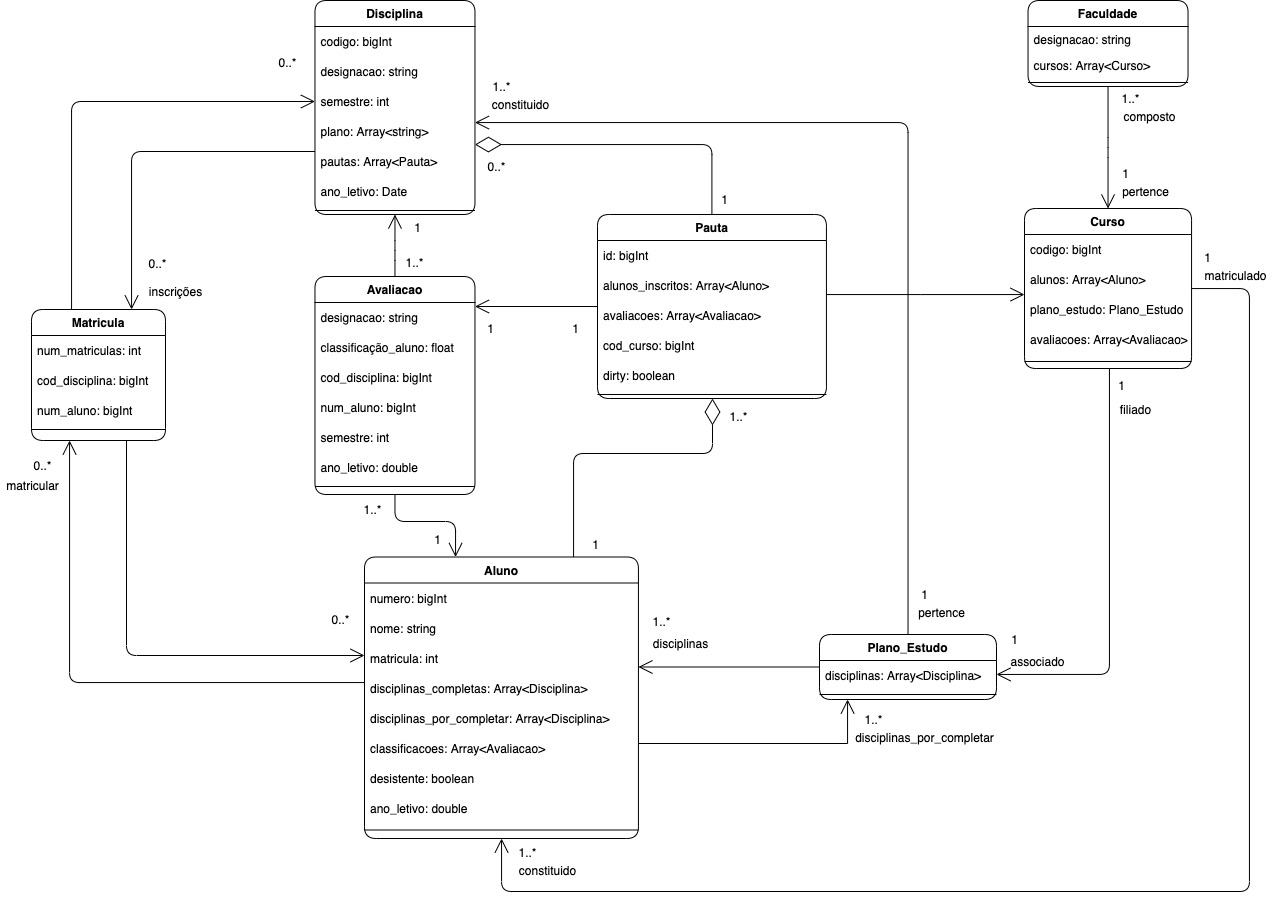 Disciplina
codigo: bigInt
designacao: string
semestre: int
plano: Array<string>
pautas: Array<Pauta>
ano_letivo: Date
Faculdade
designacao: string
cursos: Array<Curso>
0..*
1..*
constituido
0..*
1..*
composto
1
pertence
1
1
1..*
0..*
inscrições
Pauta
id: bigInt
alunos_inscritos: Array<Aluno>
avaliacoes: Array<Avaliacao>
cod_curso: bigInt
dirty: boolean
Curso
codigo: bigInt
alunos: Array<Aluno>
plano_estudo: Plano_Estudo
avaliacoes: Array<Avaliacao>
1
matriculado
Avaliacao
designacao: string
classificação_aluno: float
cod_disciplina: bigInt
num_aluno: bigInt
semestre: int
ano_letivo: double
1
1
Matricula
num_matriculas: int
cod_disciplina: bigInt
num_aluno: bigInt
1
filiado
1..*
0..*
matricular
1..*
1
1
Aluno
numero: bigInt
nome: string
matricula: int
disciplinas_completas: Array<Disciplina>
disciplinas_por_completar: Array<Disciplina>
classificacoes: Array<Avaliacao>
desistente: boolean
ano_letivo: double
0..*
1..*
disciplinas
1
pertence
1
associado
Plano_Estudo
disciplinas: Array<Disciplina>
1..*
disciplinas_por_completar
1..*
constituido